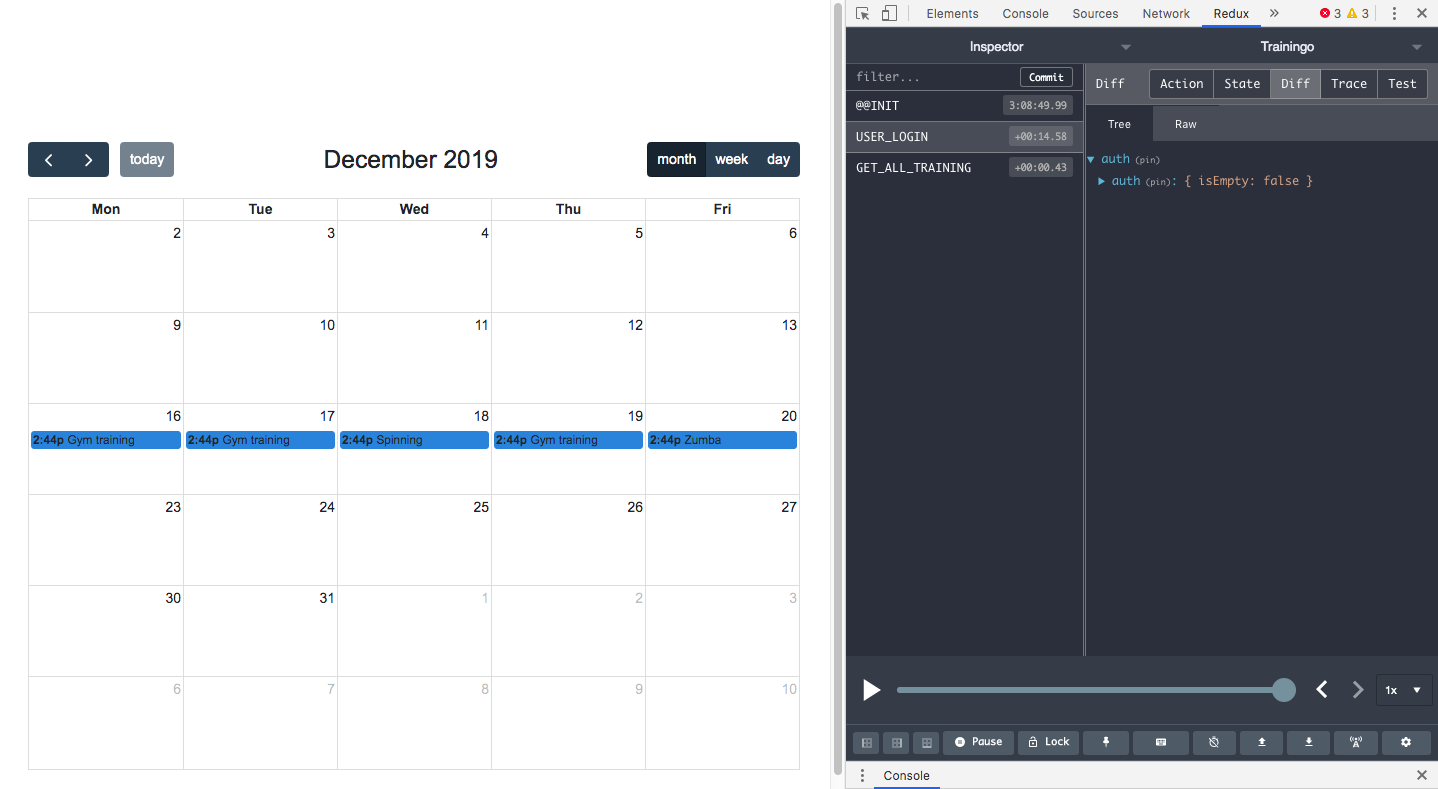 today
December 2019
month week day
Mon Tue Wed Thu Fri
2 3 4 5 6
9 10 11 12 13
16 17 18 19 20
2:44p Gym training 2:44p Gym training 2:44p Spinning 2:44p Gym training 2:44p Zumba
23 24 25 26 27
30 31 1 2 3
6 7 8 9 10
Elements Console Sources Network Redux » 3 3
Inspector Trainingo
filter... Commit
@@INIT 3:08:49.99
USER_LOGIN +00:14.58
GET_ALL_TRAINING +00:00.43
Diff Action State Diff Trace Test
Tree Raw
auth (pin)
auth (pin): { isEmpty: false }
1x
Pause Lock
Console